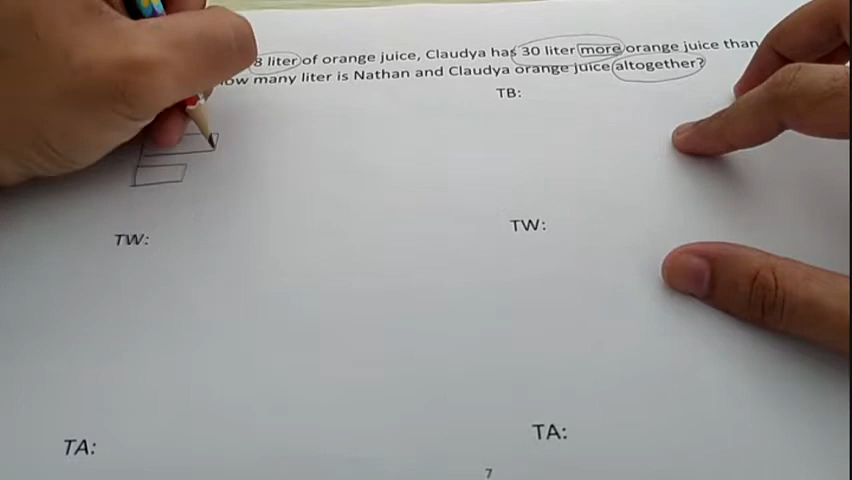 8 liter of orange juice, Claudya has 30 liter more orange juice than
many liter is Nathan and Claudya orange juice altogether?
TB:
TW:
TW:
TA:
TA:
7